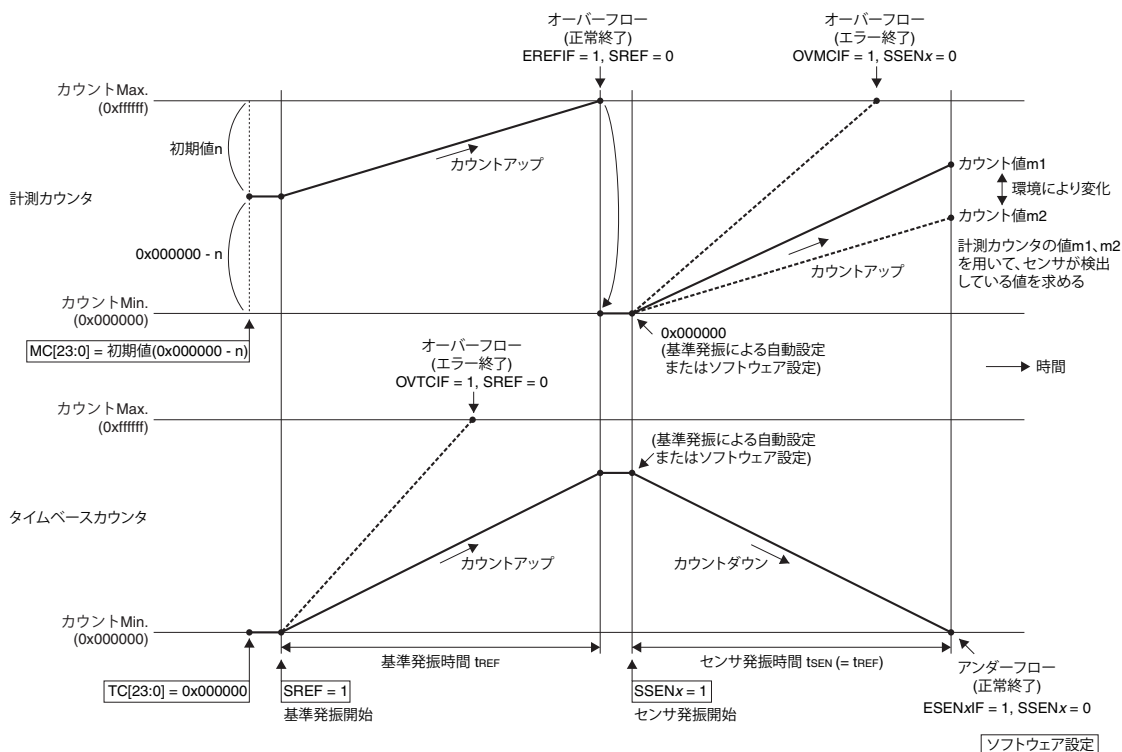 オーバーフロー
(正常終了)
EREFIF = 1, SREF = 0
オーバーフロー
(エラー終了)
OVMCIF = 1, SSENx = 0
カウントMax.
(0xffffff)
初期値n
カウントアップ
カウント値m1
環境により変化
カウント値m2
計測カウンタ
0x000000 - n
カウントアップ
計測カウンタの値m1、m2
を用いて、センサが検出
している値を求める
カウントMin.
(0x000000)
MC[23:0] = 初期値(0x000000 - n)
0x000000
(基準発振による自動設定
またはソフトウェア設定)
時間
オーバーフロー
(エラー終了)
OVTCIF = 1, SREF = 0
カウントMax.
(0xffffff)
(基準発振による自動設定
またはソフトウェア設定)
タイムベースカウンタ
カウントアップ
カウントダウン
カウントMin.
(0x000000)
基準発振時間 tREF
センサ発振時間 tSEN (= tREF)
TC[23:0] = 0x000000
SREF = 1
基準発振開始
SSENx = 1
センサ発振開始
アンダーフロー
(正常終了)
ESENxIF = 1, SSENx = 0
ソフトウェア設定